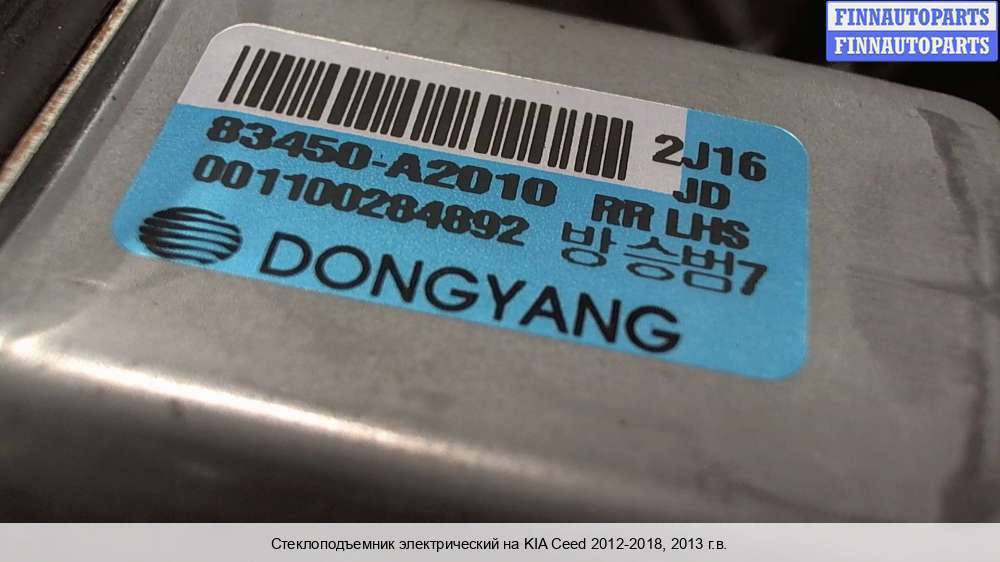 FINNAUTOPARTS
FINNAUTOPARTS
2J16
83450-A2010 JD
001100284892 RR LHS
방승범7
DONGYANG
Стеклоподъемник электрический на KIA Ceed 2012-2018, 2013 г.в.